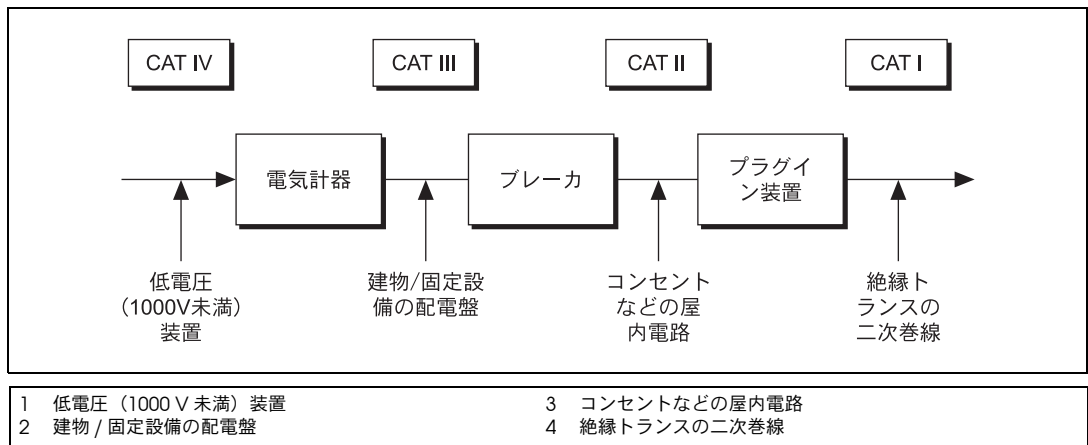 CAT IV
CAT III
CAT II
CAT I
電気計器
ブレーカ
プラグイ
ン装置
低電圧
(1000V未満)
装置
建物/固定設
備の配電盤
コンセント
などの屋
内電路
絶縁ト
ランスの
二次巻線
1 低電圧（1000 V 未満）装置
2 建物 / 固定設備の配電盤
3 コンセントなどの屋内電路
4 絶縁トランスの二次巻線